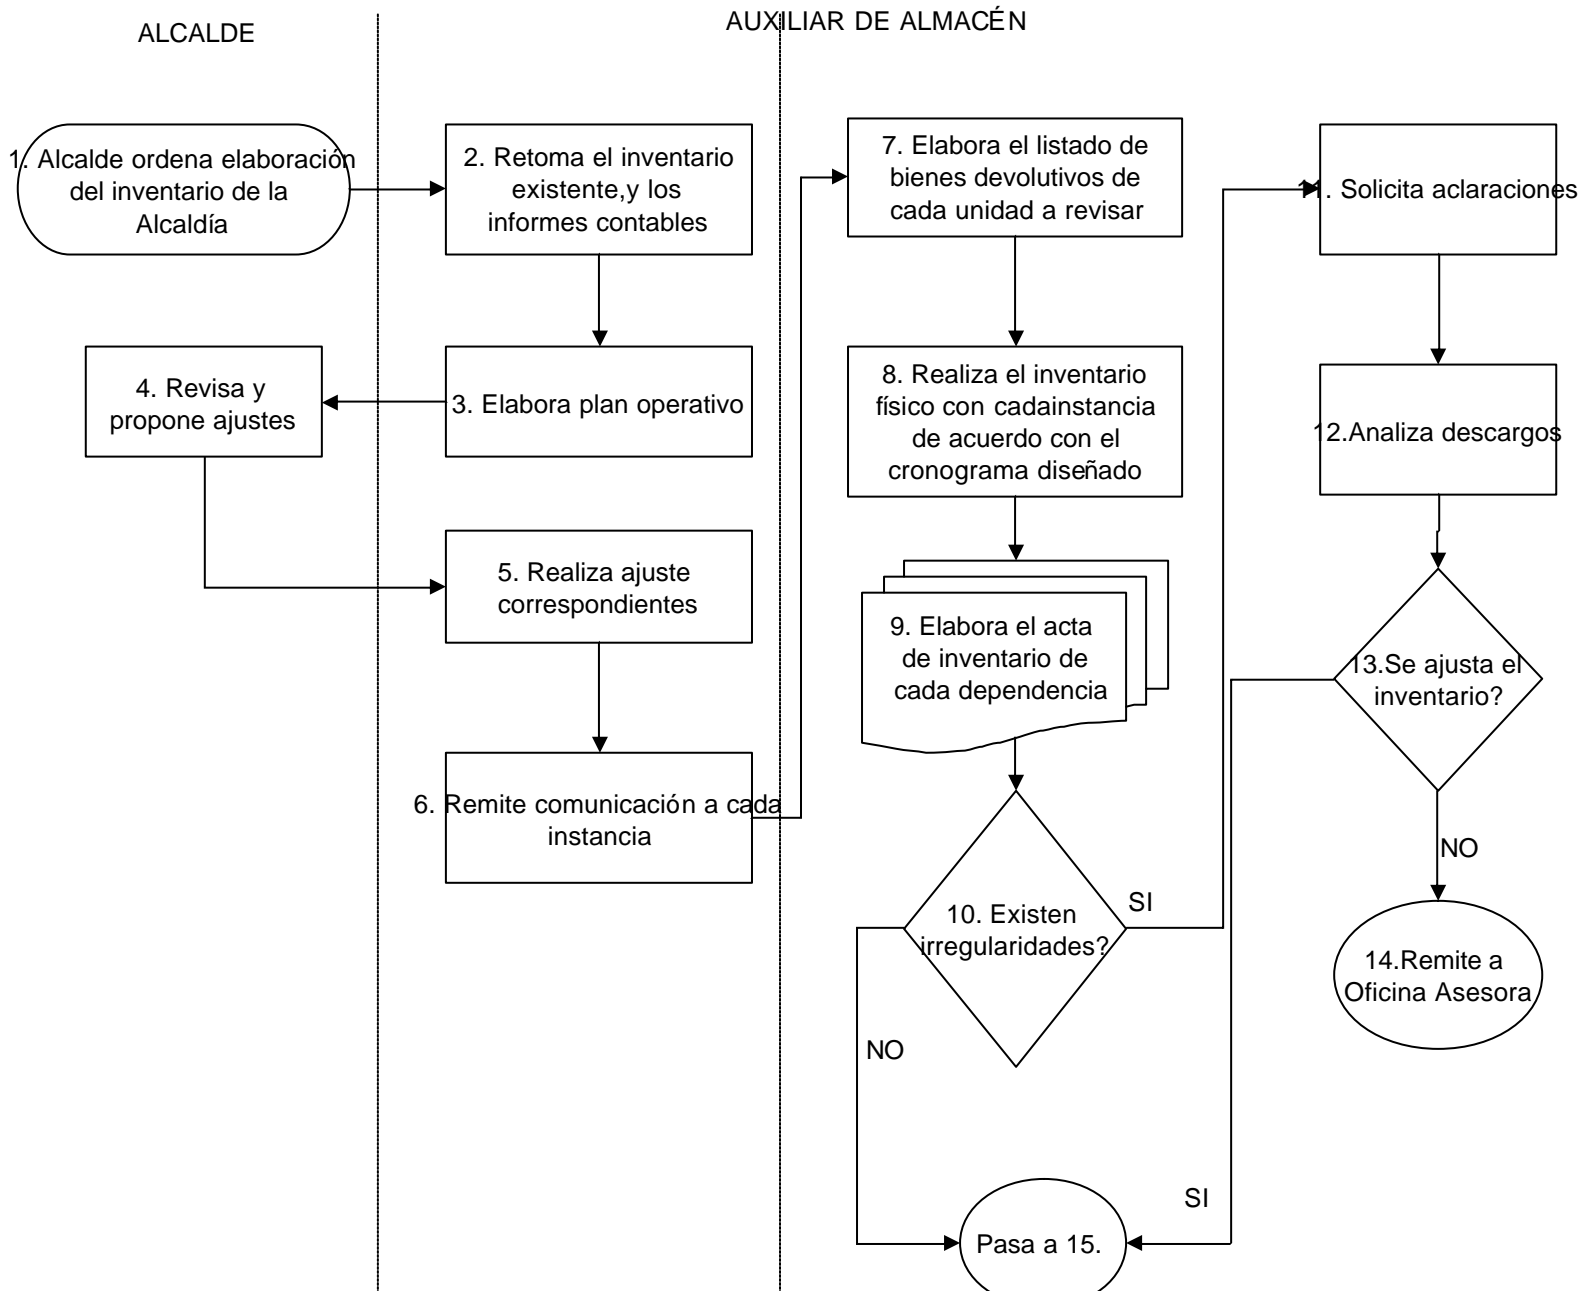 ALCALDE
AUXILIAR DE ALMACÉN
1. Alcalde ordena elaboración
del inventario de la
Alcaldía
2. Retoma el inventario
existente,y los
informes contables
3. Elabora plan operativo
4. Revisa y
propone ajustes
5. Realiza ajuste
correspondientes
6. Remite comunicación a cada
instancia
7. Elabora el listado de
bienes devolutivos de
cada unidad a revisar
8. Realiza el inventario
físico con cadainstancia
de acuerdo con el
cronograma diseñado
9. Elabora el acta
de inventario de
cada dependencia
10. Existen
irregularidades?
SI
NO
11. Solicita aclaraciones
12.Analiza descargos
13.Se ajusta el
inventario?
NO
14.Remite a
Oficina Asesora
SI
Pasa a 15.